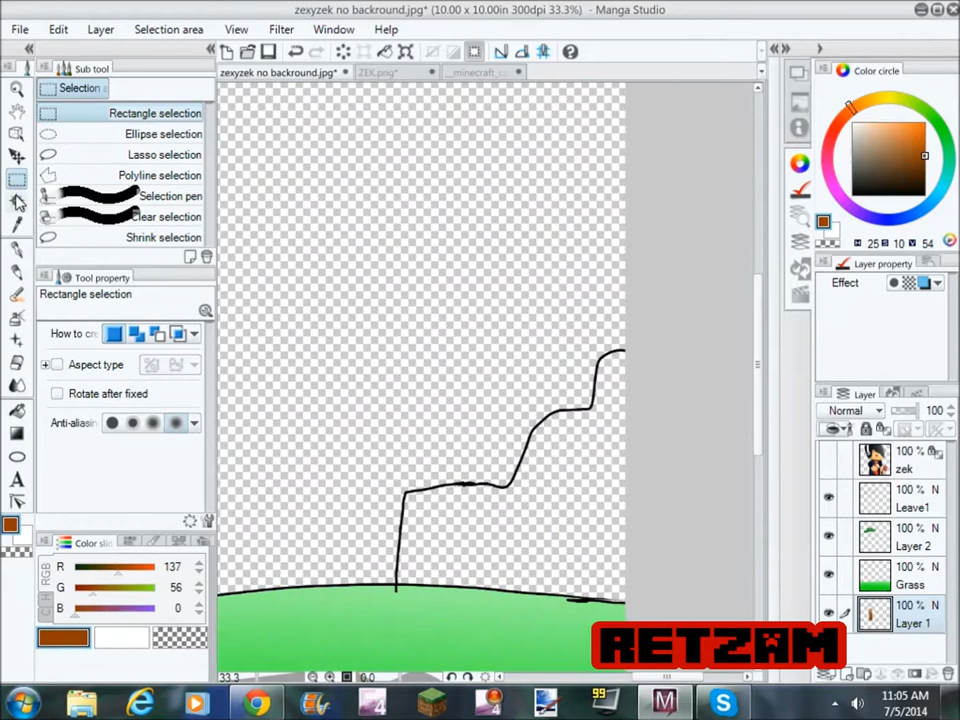 zexyzek no backround.jpg* (10.00 x 10.00in 300dpi 33.3%) - Manga Studio
File Edit Layer Selection area View Filter Window Help
zexyzek no backround.jpg* ZEK.png*
Sub tool
Selection
Rectangle selection
Ellipse selection
Lasso selection
Polyline selection
Selection pen
Clear selection
Shrink selection
Tool property
Rectangle selection
How to cre
Aspect type
Rotate after fixed
Anti-aliasin
Color slid
RGB
R 137
G 56
B 0
33.3 0.0
Color circle
H 25 S 10 V 54
Layer property
Effect
Layer
Normal 100
100 %
zek
100 % N
Leave1
100 % N
Layer 2
100 % N
Grass
100 % N
Layer 1
RETZAM
99
11:05 AM
7/5/2014